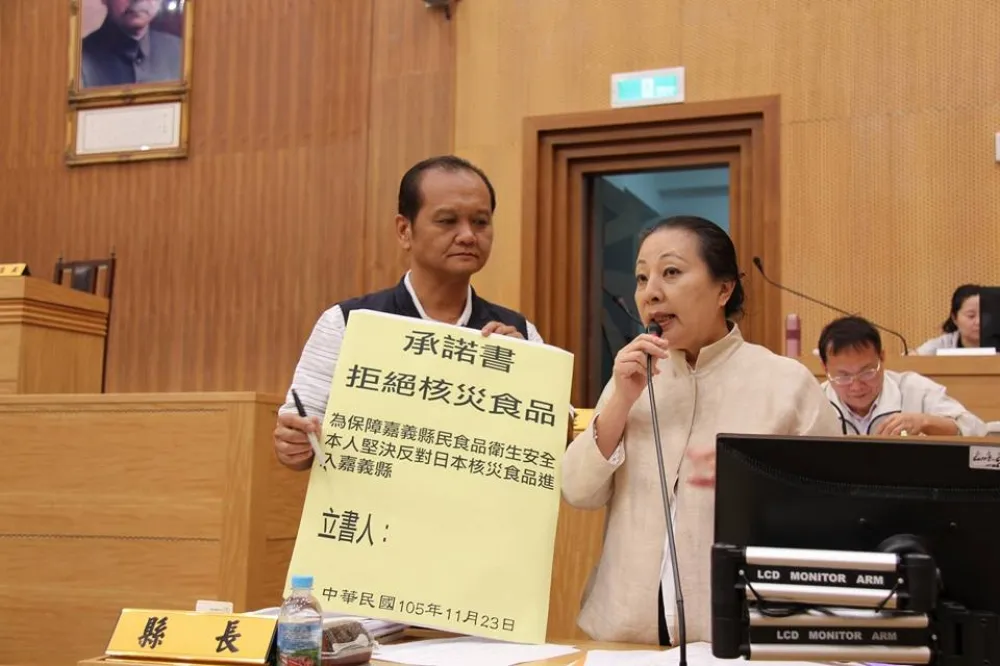 承諾書
拒絕核災食品
為保障嘉義縣民食品衛生安全
本人堅決反對日本核災食品進
入嘉義縣
立書人：
中華民國105年11月23日
縣 長
LCD MONITOR ARM
LCD MONITOR ARM